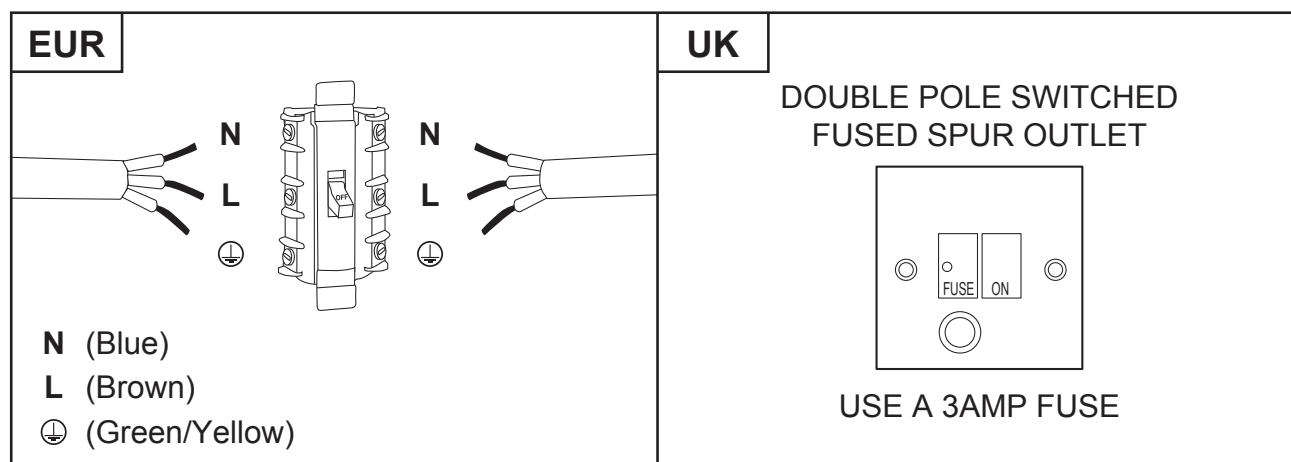 EUR
N
N
L
L
OFF
N (Blue)
L (Brown)
(Green/Yellow)
UK
DOUBLE POLE SWITCHED
FUSED SPUR OUTLET
FUSE ON
USE A 3AMP FUSE